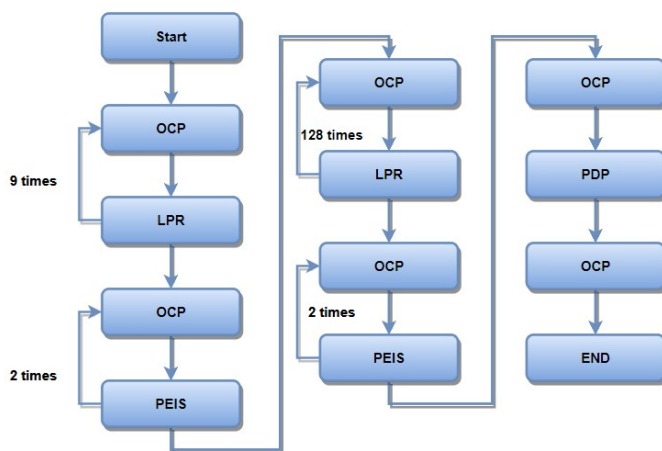 Start
OCP
9 times
LPR
OCP
2 times
PEIS
OCP
128 times
LPR
OCP
2 times
PEIS
OCP
PDP
OCP
END